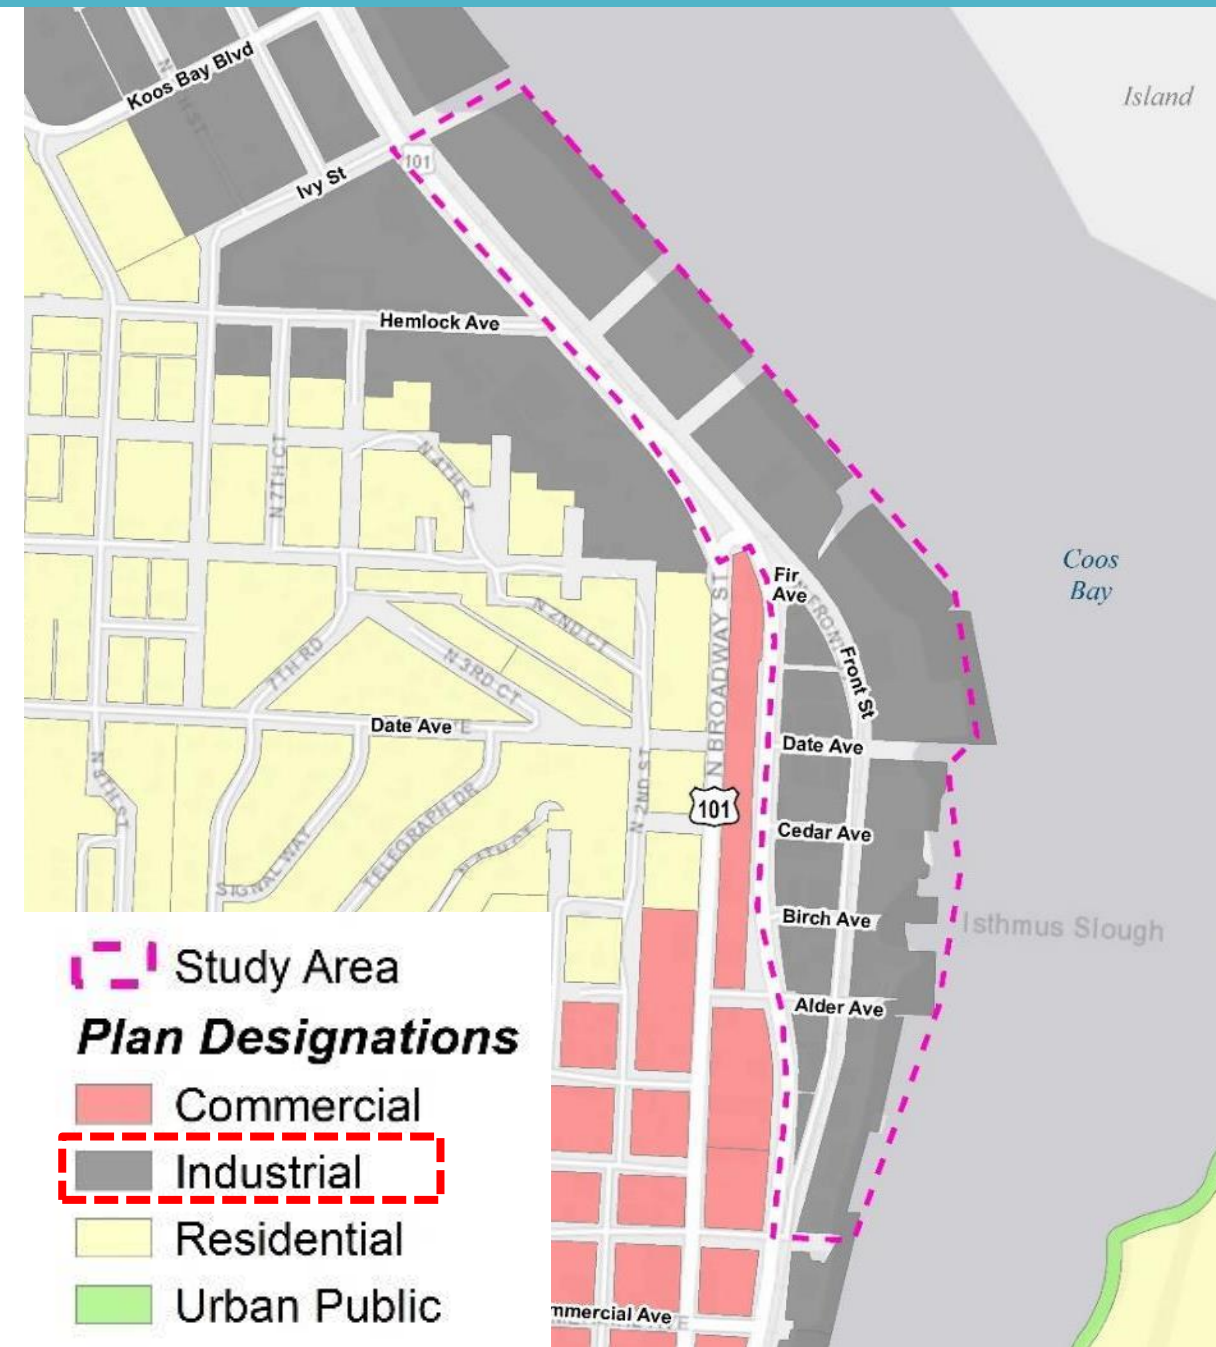 Koos Bay Blvd
Island
101
Ivy St
Hemlock Ave
N 7TH CT
N 4TH ST
Coos
Bay
Fir
Ave
N FRON
N 2ND CT
N 3RD CT
7TH RD
N BROADWAY ST
Front St
Date Ave
Date Ave
N 8TH ST
N 2ND ST
101
TELEGRAPH DR
Cedar Ave
SIGNAL WAY
Birch Ave
Isthmus Slough
Alder Ave
Study Area
Plan Designations
Commercial
Industrial
Residential
Urban Public
mmercial Ave